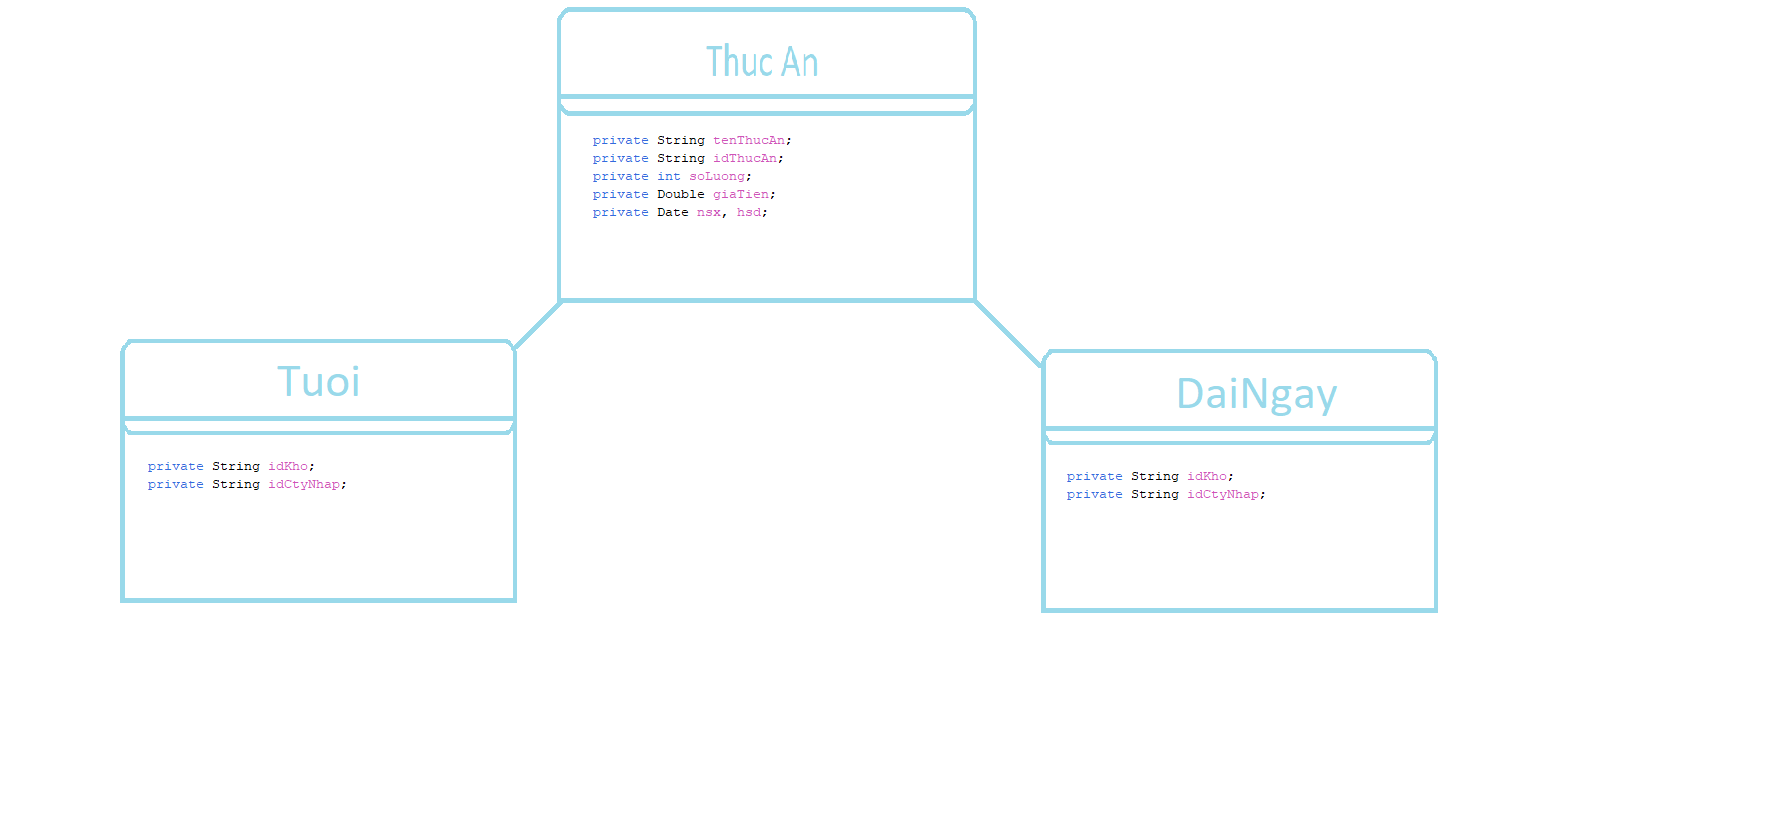 Thuc An
private String tenThucAn;
private String idThucAn;
private int soLuong;
private Double giaTien;
private Date nsx, hsd;
Tuoi
private String idKho;
private String idCtyNhap;
DaiNgay
private String idKho;
private String idCtyNhap;